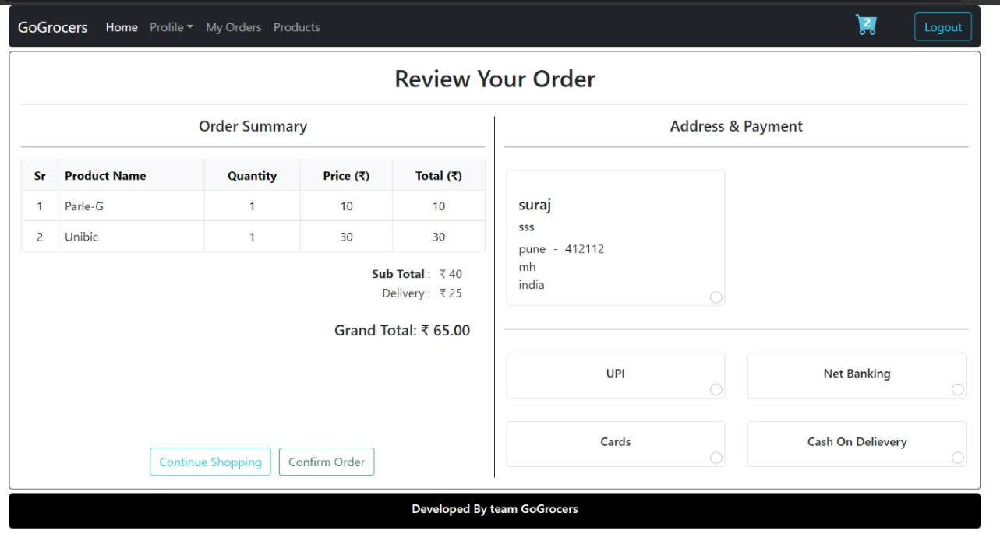 GoGrocers Home Profile My Orders Products 2 Logout
Review Your Order
Order Summary
Sr Product Name Quantity Price (₹) Total (₹)
1 Parle-G 1 10 10
2 Unibic 1 30 30
Sub Total : ₹ 40
Delivery : ₹ 25
Grand Total: ₹ 65.00
Continue Shopping Confirm Order
Address & Payment
suraj
sss
pune - 412112
mh
india
UPI Net Banking
Cards Cash On Delievery
Developed By team GoGrocers